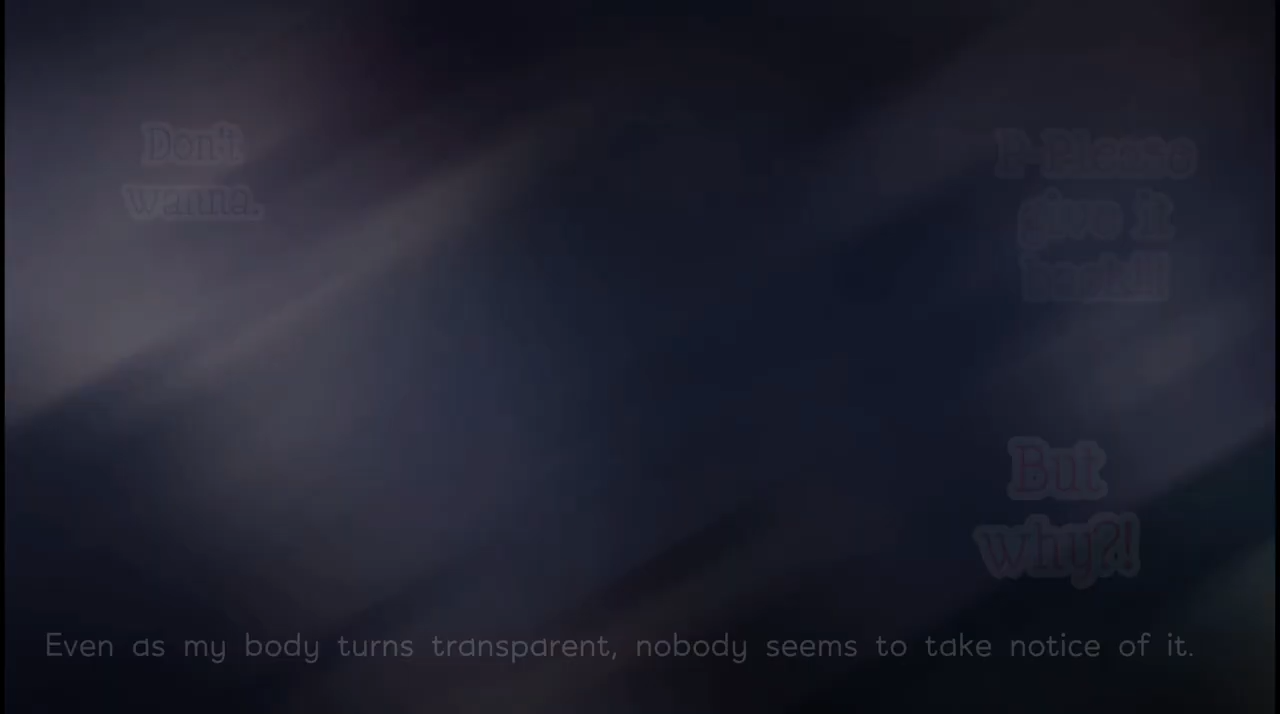 Don't
wanna.
P-Please
give it
back!!
But
why?!
Even as my body turns transparent, nobody seems to take notice of it.